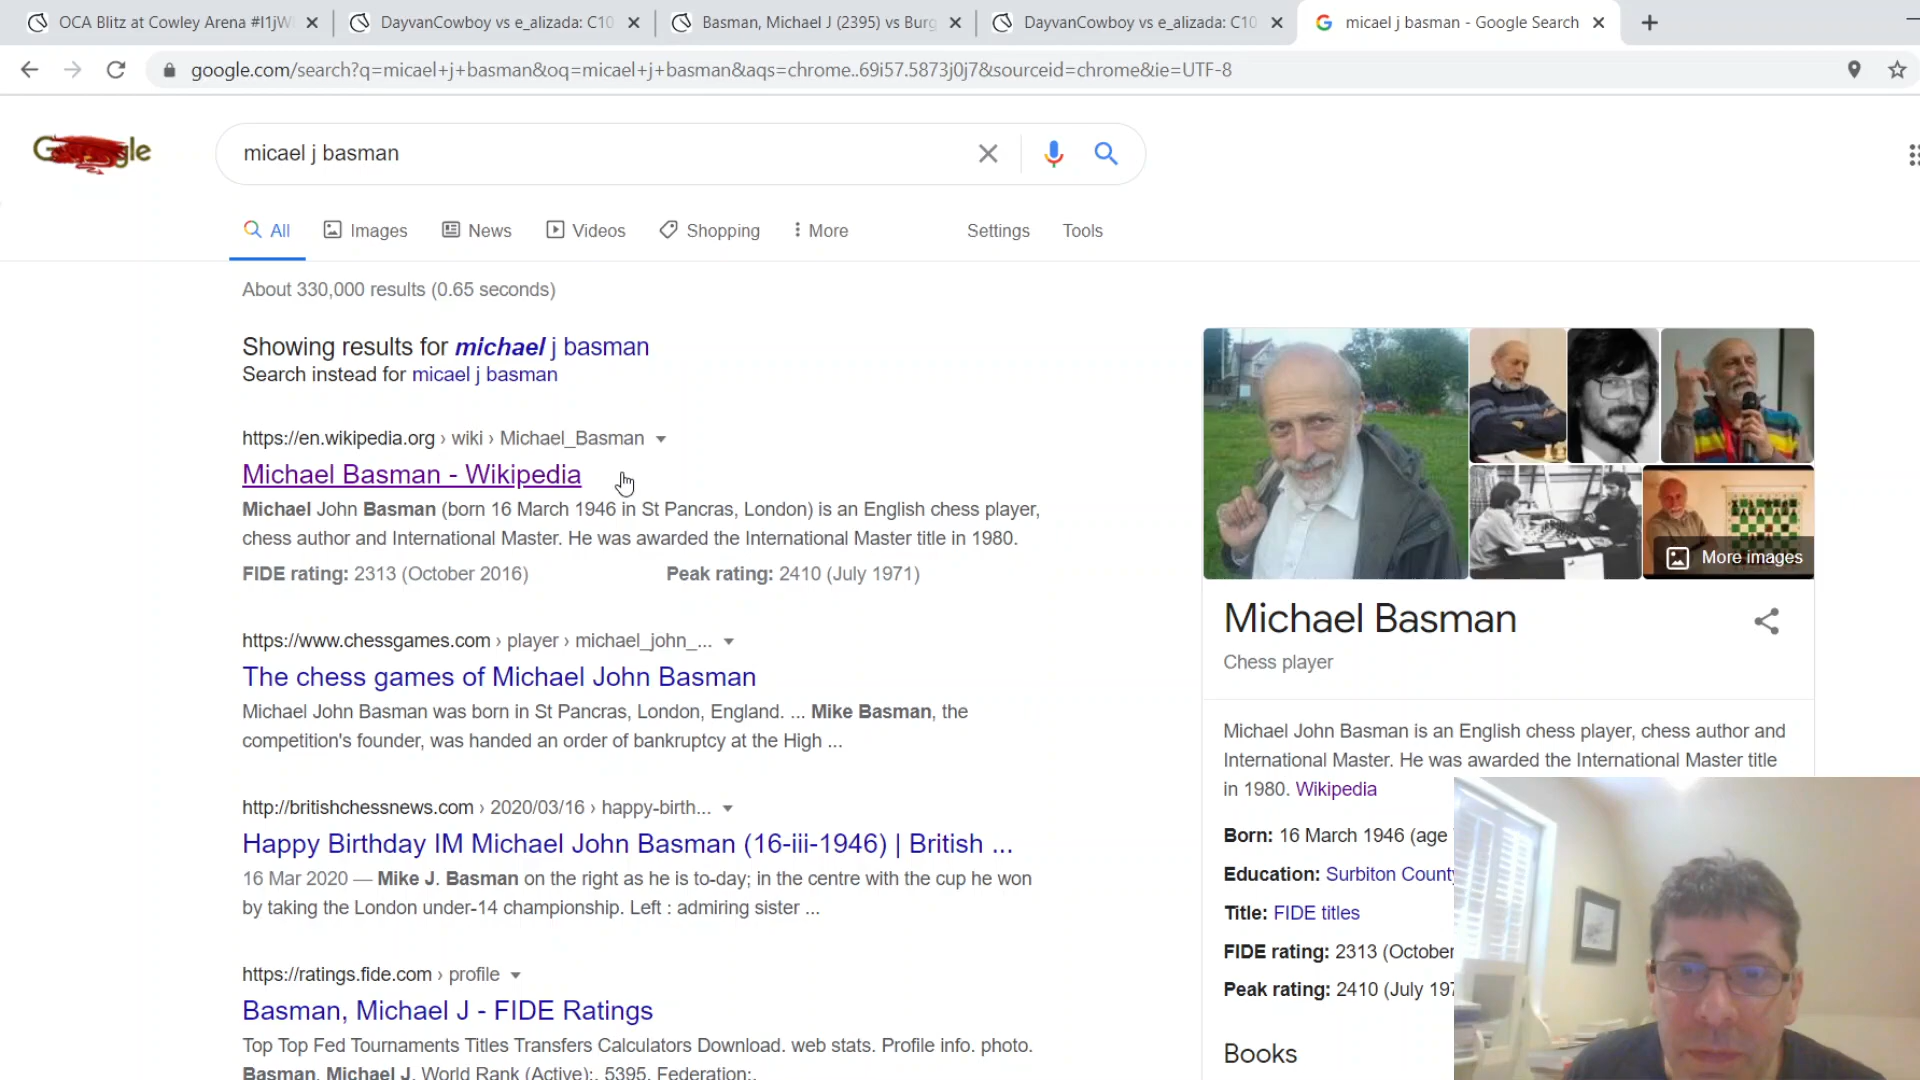 OCA Blitz at Cowley Arena #I1jW
DayvanCowboy vs e_alizada: C10
Basman, Michael J (2395) vs Burg
DayvanCowboy vs e_alizada: C10
micael j basman - Google Search
google.com/search?q=micael+j+basman&oq=micael+j+basman&aqs=chrome..69i57.5873j0j7&sourceid=chrome&ie=UTF-8
micael j basman
All
Images
News
Videos
Shopping
More
Settings
Tools
About 330,000 results (0.65 seconds)
Showing results for michael j basman
Search instead for micael j basman
https://en.wikipedia.org › wiki › Michael_Basman
Michael Basman - Wikipedia
Michael John Basman (born 16 March 1946 in St Pancras, London) is an English chess player,
chess author and International Master. He was awarded the International Master title in 1980.
FIDE rating: 2313 (October 2016)
Peak rating: 2410 (July 1971)
https://www.chessgames.com › player › michael_john_...
The chess games of Michael John Basman
Michael John Basman was born in St Pancras, London, England. ... Mike Basman, the
competition's founder, was handed an order of bankruptcy at the High ...
http://britishchessnews.com › 2020/03/16 › happy-birth...
Happy Birthday IM Michael John Basman (16-iii-1946) | British ...
16 Mar 2020 — Mike J. Basman on the right as he is to-day; in the centre with the cup he won
by taking the London under-14 championship. Left : admiring sister ...
https://ratings.fide.com › profile
Basman, Michael J - FIDE Ratings
Top Top Fed Tournaments Titles Transfers Calculators Download. web stats. Profile info. photo.
Basman, Michael J. World Rank (Active):, 5395. Federation:.
More images
Michael Basman
Chess player
Michael John Basman is an English chess player, chess author and
International Master. He was awarded the International Master title
in 1980. Wikipedia
Born: 16 March 1946 (age
Education: Surbiton County
Title: FIDE titles
FIDE rating: 2313 (October
Peak rating: 2410 (July 197
Books